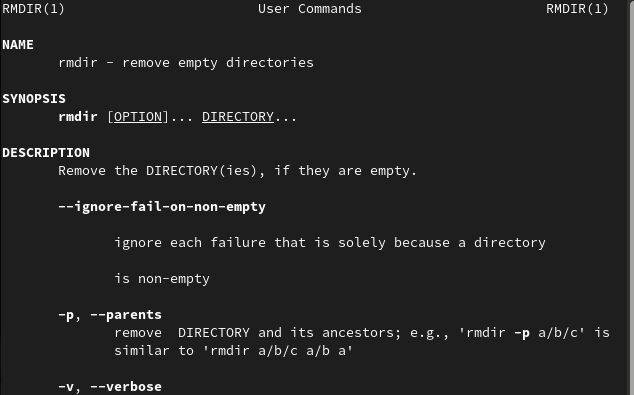 RMDIR(1) User Commands RMDIR(1)
NAME
rmdir - remove empty directories
SYNOPSIS
rmdir [OPTION]... DIRECTORY...
DESCRIPTION
Remove the DIRECTORY(ies), if they are empty.
--ignore-fail-on-non-empty
ignore each failure that is solely because a directory
is non-empty
-p, --parents
remove DIRECTORY and its ancestors; e.g., 'rmdir -p a/b/c' is
similar to 'rmdir a/b/c a/b a'
-v, --verbose